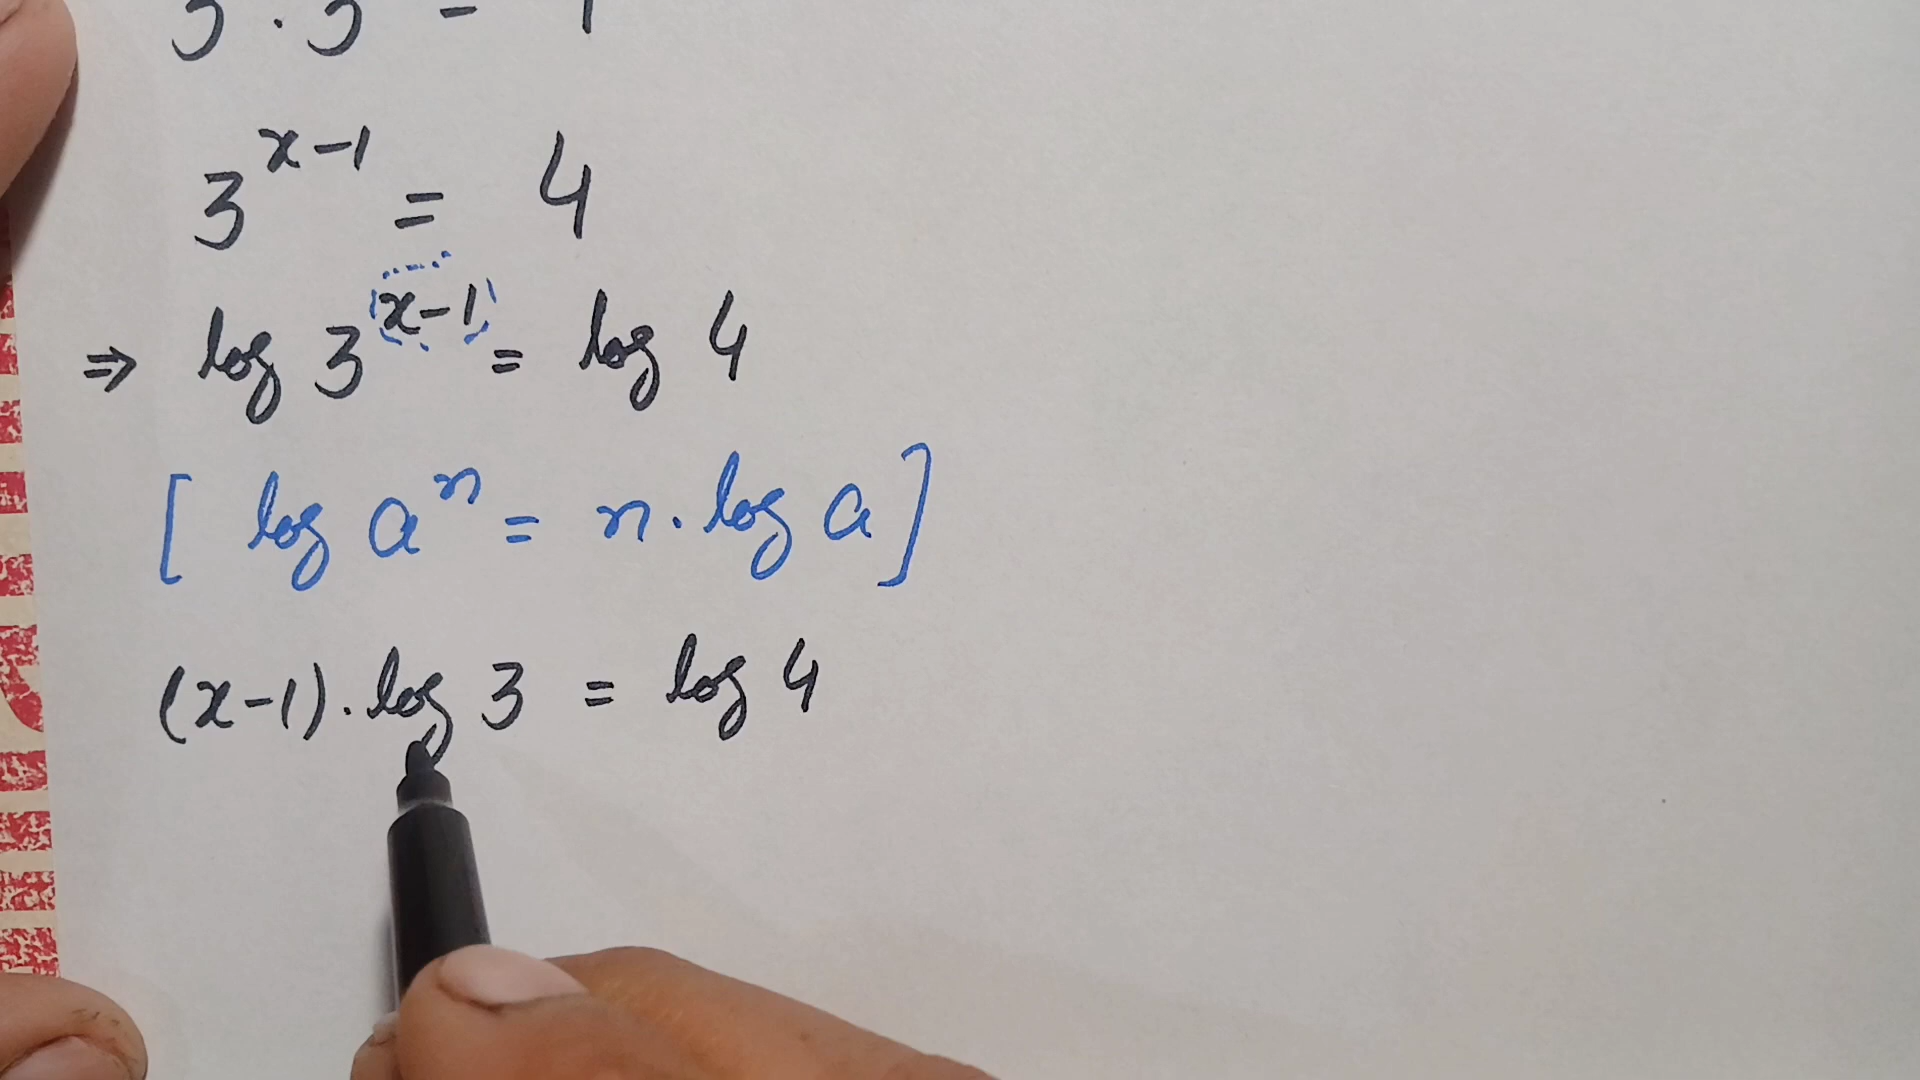 3^{x-1} = 4
⇒ log 3^{x-1} = log 4
[ log a^n = n . log a ]
(x-1) . log 3 = log 4